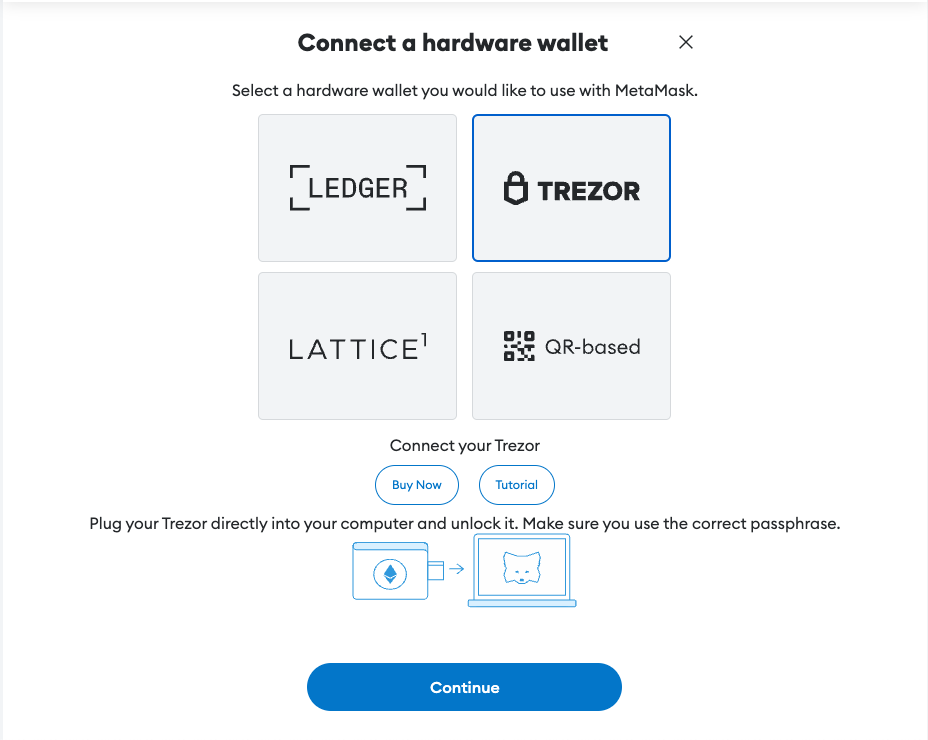 Connect a hardware wallet
Select a hardware wallet you would like to use with MetaMask.
LEDGER
TREZOR
LATTICE¹
QR-based
Connect your Trezor
Buy Now
Tutorial
Plug your Trezor directly into your computer and unlock it. Make sure you use the correct passphrase.
Continue